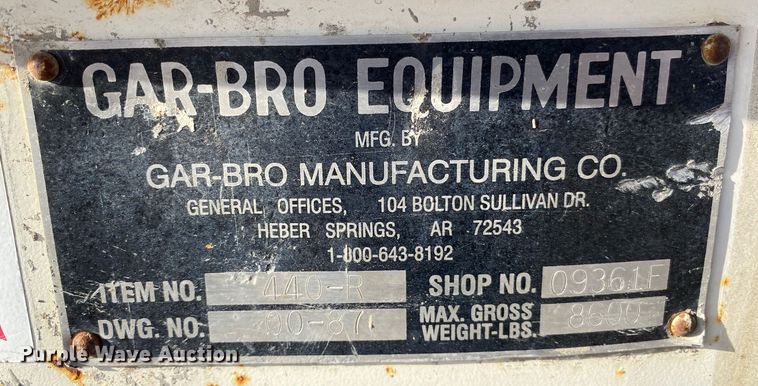 GAR-BRO EQUIPMENT
MFG. BY
GAR-BRO MANUFACTURING CO.
GENERAL OFFICES, 104 BOLTON SULLIVAN DR.
HEBER SPRINGS, AR 72543
1-800-643-8192
ITEM NO. 440-R SHOP NO. 09361F
DWG. NO. MAX. GROSS WEIGHT-LBS.
Purple Wave Auction